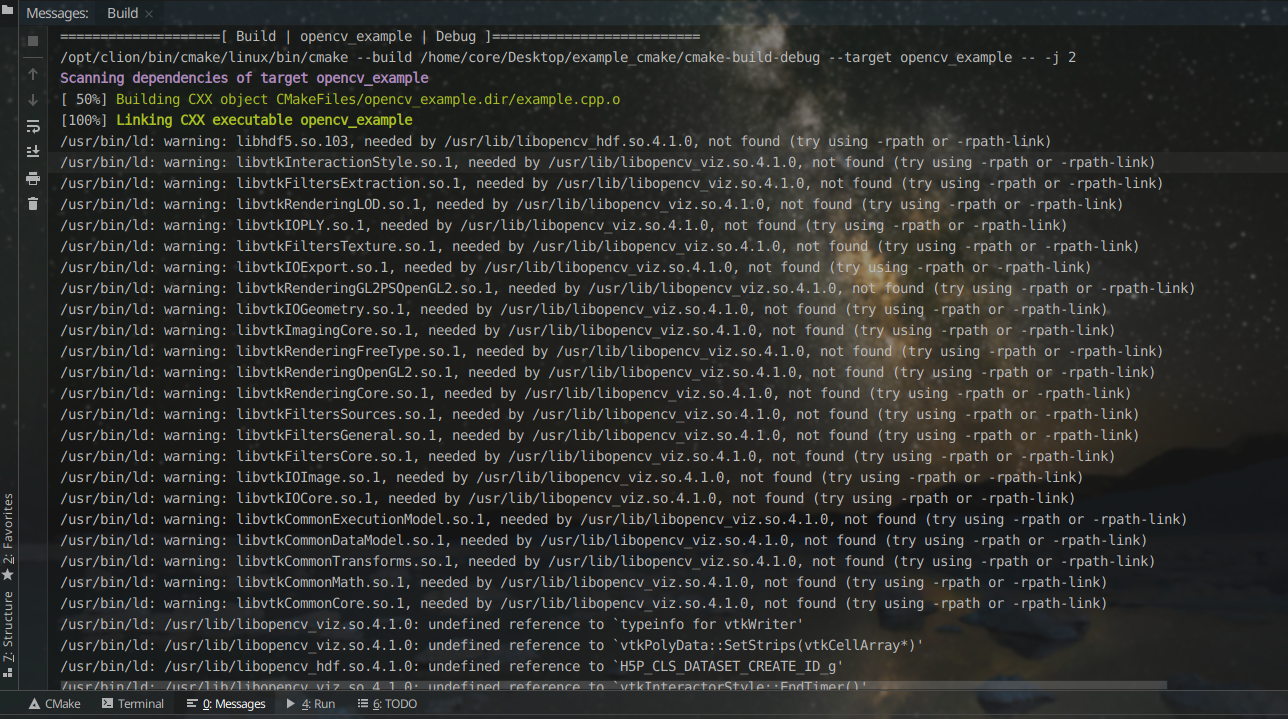 Messages: Build
====================[ Build | opencv_example | Debug ]==========================
/opt/clion/bin/cmake/linux/bin/cmake --build /home/core/Desktop/example_cmake/cmake-build-debug --target opencv_example -- -j 2
Scanning dependencies of target opencv_example
[ 50%] Building CXX object CMakeFiles/opencv_example.dir/example.cpp.o
[100%] Linking CXX executable opencv_example
/usr/bin/ld: warning: libhdf5.so.103, needed by /usr/lib/libopencv_hdf.so.4.1.0, not found (try using -rpath or -rpath-link)
/usr/bin/ld: warning: libvtkInteractionStyle.so.1, needed by /usr/lib/libopencv_viz.so.4.1.0, not found (try using -rpath or -rpath-link)
/usr/bin/ld: warning: libvtkFiltersExtraction.so.1, needed by /usr/lib/libopencv_viz.so.4.1.0, not found (try using -rpath or -rpath-link)
/usr/bin/ld: warning: libvtkRenderingLOD.so.1, needed by /usr/lib/libopencv_viz.so.4.1.0, not found (try using -rpath or -rpath-link)
/usr/bin/ld: warning: libvtkIOPLY.so.1, needed by /usr/lib/libopencv_viz.so.4.1.0, not found (try using -rpath or -rpath-link)
/usr/bin/ld: warning: libvtkFiltersTexture.so.1, needed by /usr/lib/libopencv_viz.so.4.1.0, not found (try using -rpath or -rpath-link)
/usr/bin/ld: warning: libvtkIOExport.so.1, needed by /usr/lib/libopencv_viz.so.4.1.0, not found (try using -rpath or -rpath-link)
/usr/bin/ld: warning: libvtkRenderingGL2PSOpenGL2.so.1, needed by /usr/lib/libopencv_viz.so.4.1.0, not found (try using -rpath or -rpath-link)
/usr/bin/ld: warning: libvtkIOGeometry.so.1, needed by /usr/lib/libopencv_viz.so.4.1.0, not found (try using -rpath or -rpath-link)
/usr/bin/ld: warning: libvtkImagingCore.so.1, needed by /usr/lib/libopencv_viz.so.4.1.0, not found (try using -rpath or -rpath-link)
/usr/bin/ld: warning: libvtkRenderingFreeType.so.1, needed by /usr/lib/libopencv_viz.so.4.1.0, not found (try using -rpath or -rpath-link)
/usr/bin/ld: warning: libvtkRenderingOpenGL2.so.1, needed by /usr/lib/libopencv_viz.so.4.1.0, not found (try using -rpath or -rpath-link)
/usr/bin/ld: warning: libvtkRenderingCore.so.1, needed by /usr/lib/libopencv_viz.so.4.1.0, not found (try using -rpath or -rpath-link)
/usr/bin/ld: warning: libvtkFiltersSources.so.1, needed by /usr/lib/libopencv_viz.so.4.1.0, not found (try using -rpath or -rpath-link)
/usr/bin/ld: warning: libvtkFiltersGeneral.so.1, needed by /usr/lib/libopencv_viz.so.4.1.0, not found (try using -rpath or -rpath-link)
/usr/bin/ld: warning: libvtkFiltersCore.so.1, needed by /usr/lib/libopencv_viz.so.4.1.0, not found (try using -rpath or -rpath-link)
/usr/bin/ld: warning: libvtkIOImage.so.1, needed by /usr/lib/libopencv_viz.so.4.1.0, not found (try using -rpath or -rpath-link)
/usr/bin/ld: warning: libvtkIOCore.so.1, needed by /usr/lib/libopencv_viz.so.4.1.0, not found (try using -rpath or -rpath-link)
/usr/bin/ld: warning: libvtkCommonExecutionModel.so.1, needed by /usr/lib/libopencv_viz.so.4.1.0, not found (try using -rpath or -rpath-link)
/usr/bin/ld: warning: libvtkCommonDataModel.so.1, needed by /usr/lib/libopencv_viz.so.4.1.0, not found (try using -rpath or -rpath-link)
/usr/bin/ld: warning: libvtkCommonTransforms.so.1, needed by /usr/lib/libopencv_viz.so.4.1.0, not found (try using -rpath or -rpath-link)
/usr/bin/ld: warning: libvtkCommonMath.so.1, needed by /usr/lib/libopencv_viz.so.4.1.0, not found (try using -rpath or -rpath-link)
/usr/bin/ld: warning: libvtkCommonCore.so.1, needed by /usr/lib/libopencv_viz.so.4.1.0, not found (try using -rpath or -rpath-link)
/usr/bin/ld: /usr/lib/libopencv_viz.so.4.1.0: undefined reference to `typeinfo for vtkWriter'
/usr/bin/ld: /usr/lib/libopencv_viz.so.4.1.0: undefined reference to `vtkPolyData::SetStrips(vtkCellArray*)'
/usr/bin/ld: /usr/lib/libopencv_hdf.so.4.1.0: undefined reference to `H5P_CLS_DATASET_CREATE_ID_g'
/usr/bin/ld: /usr/lib/libopencv_viz.so.4.1.0: undefined reference to `vtkInteractorStyle::EndTimer()'
2: Favorites
7: Structure
CMake Terminal 0: Messages 4: Run 6: TODO